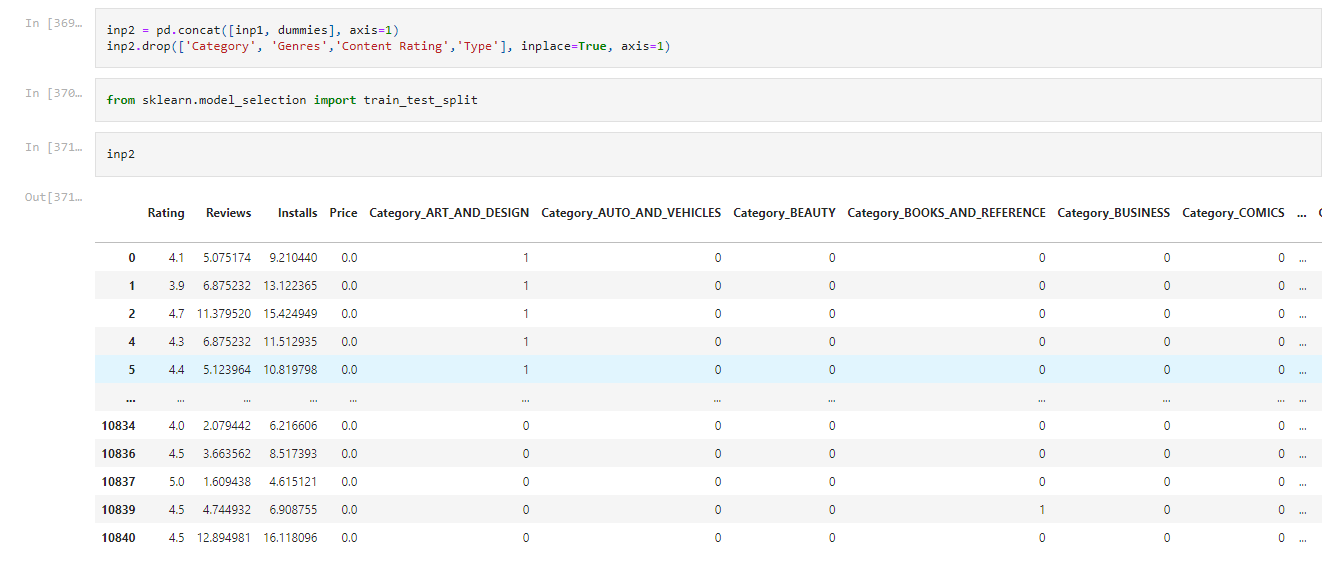 In [369…
inp2 = pd.concat([inp1, dummies], axis=1)
inp2.drop(['Category', 'Genres','Content Rating','Type'], inplace=True, axis=1)
In [370…
from sklearn.model_selection import train_test_split
In [371…
inp2
Out[371…
Rating Reviews Installs Price Category_ART_AND_DESIGN Category_AUTO_AND_VEHICLES Category_BEAUTY Category_BOOKS_AND_REFERENCE Category_BUSINESS Category_COMICS ...
0 4.1 5.075174 9.210440 0.0 1 0 0 0 0 0 ...
1 3.9 6.875232 13.122365 0.0 1 0 0 0 0 0 ...
2 4.7 11.379520 15.424949 0.0 1 0 0 0 0 0 ...
4 4.3 6.875232 11.512935 0.0 1 0 0 0 0 0 ...
5 4.4 5.123964 10.819798 0.0 1 0 0 0 0 0 ...
... ... ... ... ... ... ... ... ... ... ... ...
10834 4.0 2.079442 6.216606 0.0 0 0 0 0 0 0 ...
10836 4.5 3.663562 8.517393 0.0 0 0 0 0 0 0 ...
10837 5.0 1.609438 4.615121 0.0 0 0 0 0 0 0 ...
10839 4.5 4.744932 6.908755 0.0 0 0 0 1 0 0 ...
10840 4.5 12.894981 16.118096 0.0 0 0 0 0 0 0 ...